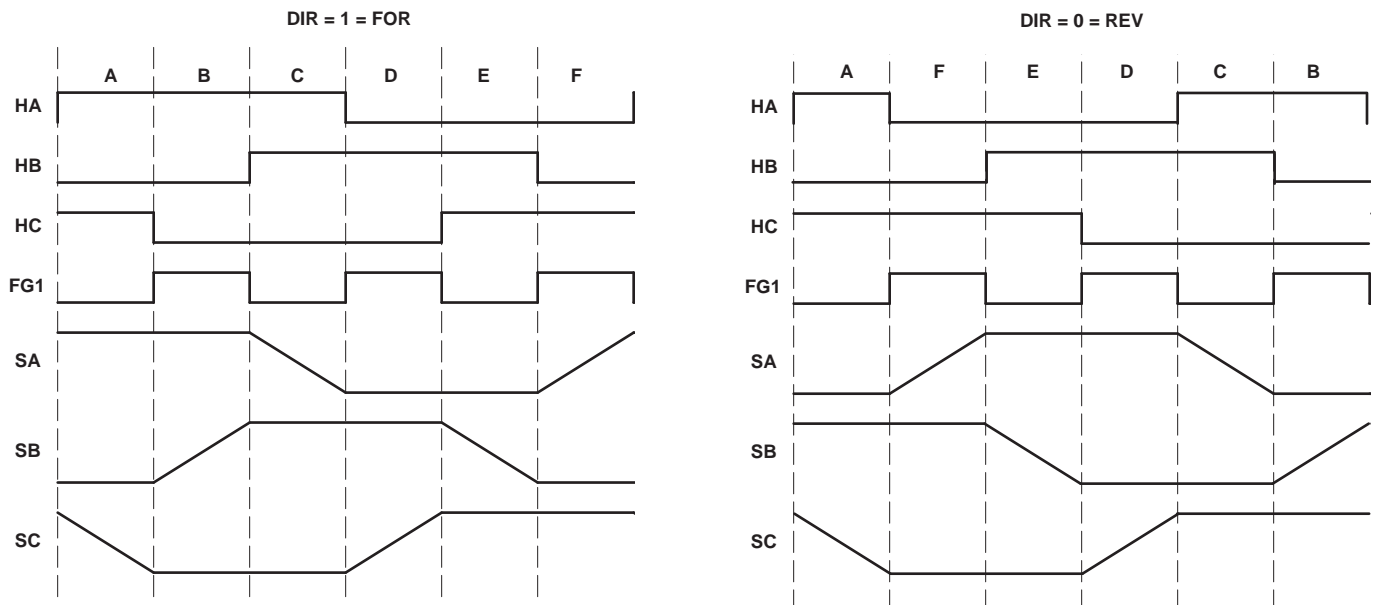 DIR = 1 = FOR
A B C D E F
HA
HB
HC
FG1
SA
SB
SC
DIR = 0 = REV
A F E D C B
HA
HB
HC
FG1
SA
SB
SC